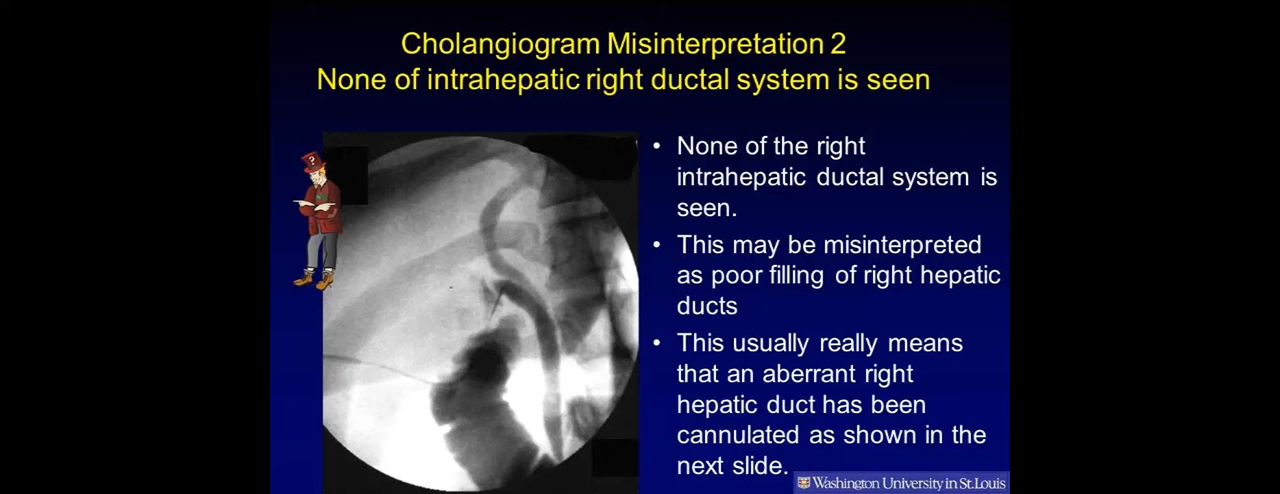 Cholangiogram Misinterpretation 2
None of intrahepatic right ductal system is seen
?
• None of the right
intrahepatic ductal system is
seen.
• This may be misinterpreted
as poor filling of right hepatic
ducts
• This usually really means
that an aberrant right
hepatic duct has been
cannulated as shown in the
next slide.
Washington University in St. Louis